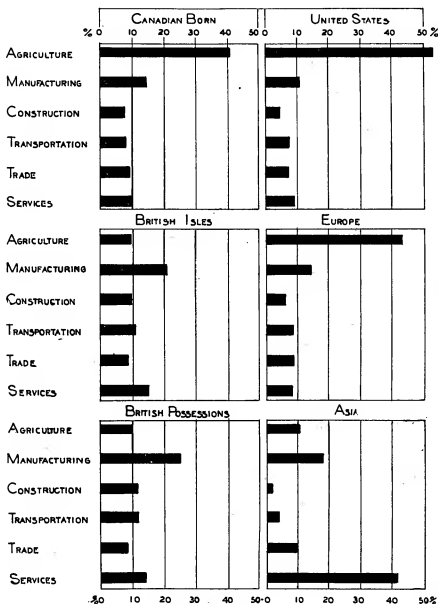 CANADIAN BORN UNITED STATES
% 0 10 20 30 40 50 0 10 20 30 40 50 %
AGRICULTURE
MANUFACTURING
CONSTRUCTION
TRANSPORTATION
TRADE
SERVICES
BRITISH ISLES EUROPE
AGRICULTURE
MANUFACTURING
CONSTRUCTION
TRANSPORTATION
TRADE
SERVICES
BRITISH POSSESSIONS ASIA
AGRICULTURE
MANUFACTURING
CONSTRUCTION
TRANSPORTATION
TRADE
SERVICES
% 0 10 20 30 40 50 0 10 20 30 40 50%